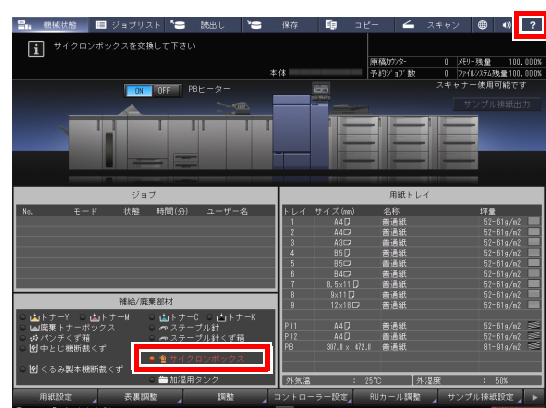 機械状態 ジョブリスト 読出し 保存 コピー スキャン ?
サイクロンボックスを交換して下さい
本体
原稿カウンター 0 メモリー残量 100.000%
予約ジョブ数 0 ファイルシステム残量 100.000%
スキャナー使用可能です
ON OFF PBヒーター
サンプル排紙出力
ジョブ
No. モード 状態 時間(分) ユーザー名
用紙トレイ
トレイ サイズ(mm) 名称 坪量
1 A4 普通紙 52-61g/m2
2 A4 普通紙 52-61g/m2
3 A3 普通紙 52-61g/m2
4 B5 普通紙 52-61g/m2
5 B5 普通紙 52-61g/m2
6 B4 普通紙 52-61g/m2
7 8.5x11 普通紙 52-61g/m2
8 9x11 普通紙 52-61g/m2
9 12x18 普通紙 52-61g/m2
PI1 A4 普通紙 52-61g/m2
PI2 A4 普通紙 52-61g/m2
PB 307.0 x 472.0 普通紙 81-91g/m2
補給/廃棄部材
トナーY トナーM トナーC トナーK
廃棄トナーボックス ステープル針
パンチくず箱 ステープル針くず箱
中とじ機断裁くず
サイクロンボックス
くるみ製本機断裁くず
加湿用タンク
外気温 : 25℃ 外湿度 : 50%
用紙設定 表裏調整 調整 コントローラー設定 RUカール調整 サンプル排紙設定